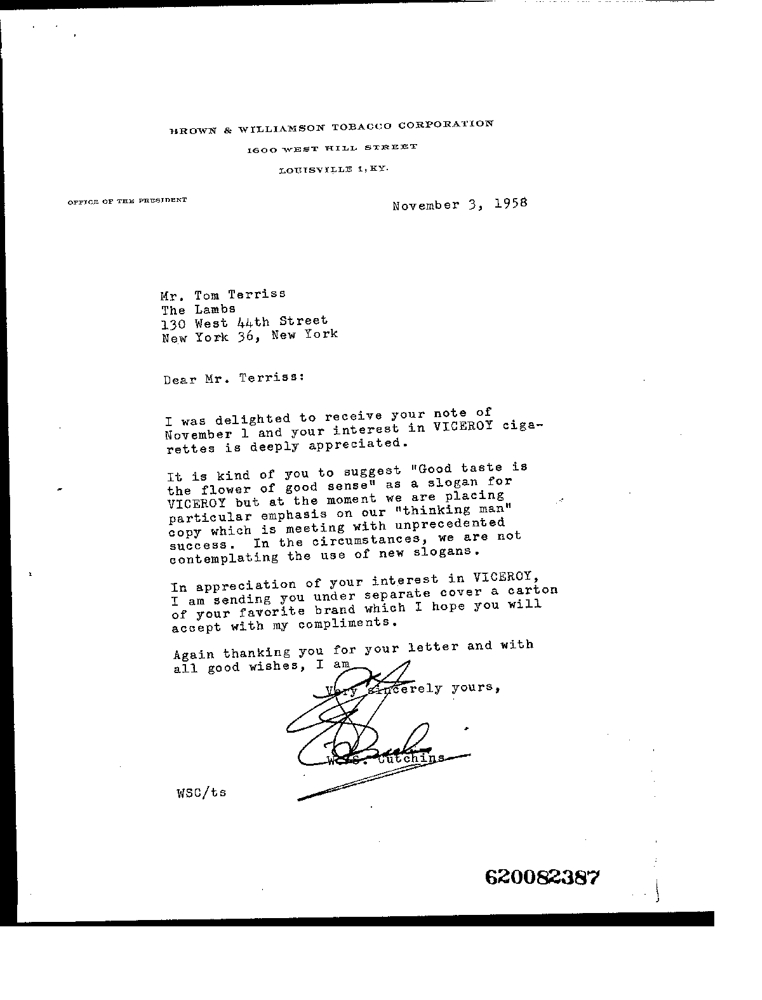 BROWN & WILLIAMSON TOBACCO CORPORATION
1600 WEST HILL STREET
LOUISVILLE 1, KY.
OFFICE OF THE PRESIDENT
November 3, 1958
Mr. Tom Terriss
The Lambs
130 West 44th Street
New York 36, New York
Dear Mr. Terriss:
I was delighted to receive your note of
November 1 and your interest in VICEROY ciga-
rettes is deeply appreciated.
It is kind of you to suggest "Good taste is
the flower of good sense" as a slogan for
VICEROY but at the moment we are placing
particular emphasis on our "thinking man"
copy which is meeting with unprecedented
success. In the circumstances, we are not
contemplating the use of new slogans.
In appreciation of your interest in VICEROY,
I am sending you under separate cover a carton
of your favorite brand which I hope you will
accept with my compliments.
Again thanking you for your letter and with
all good wishes, I am
Very sincerely yours,
W. S. Cutchins
WSC/ts
620082387